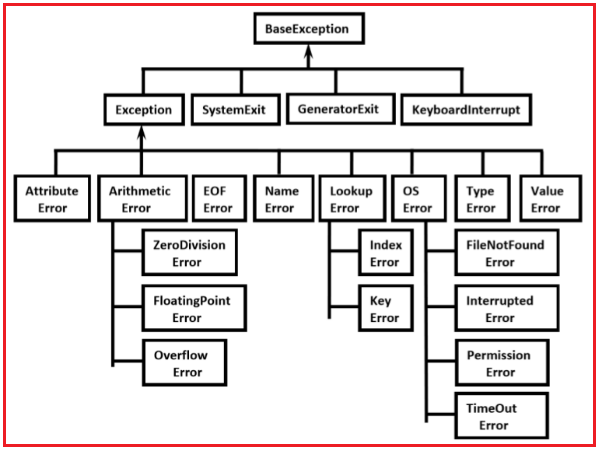 BaseException
Exception
SystemExit
GeneratorExit
KeyboardInterrupt
Attribute
Error
Arithmetic
Error
EOF
Error
Name
Error
Lookup
Error
OS
Error
Type
Error
Value
Error
ZeroDivision
Error
FloatingPoint
Error
Overflow
Error
Index
Error
Key
Error
FileNotFound
Error
Interrupted
Error
Permission
Error
TimeOut
Error